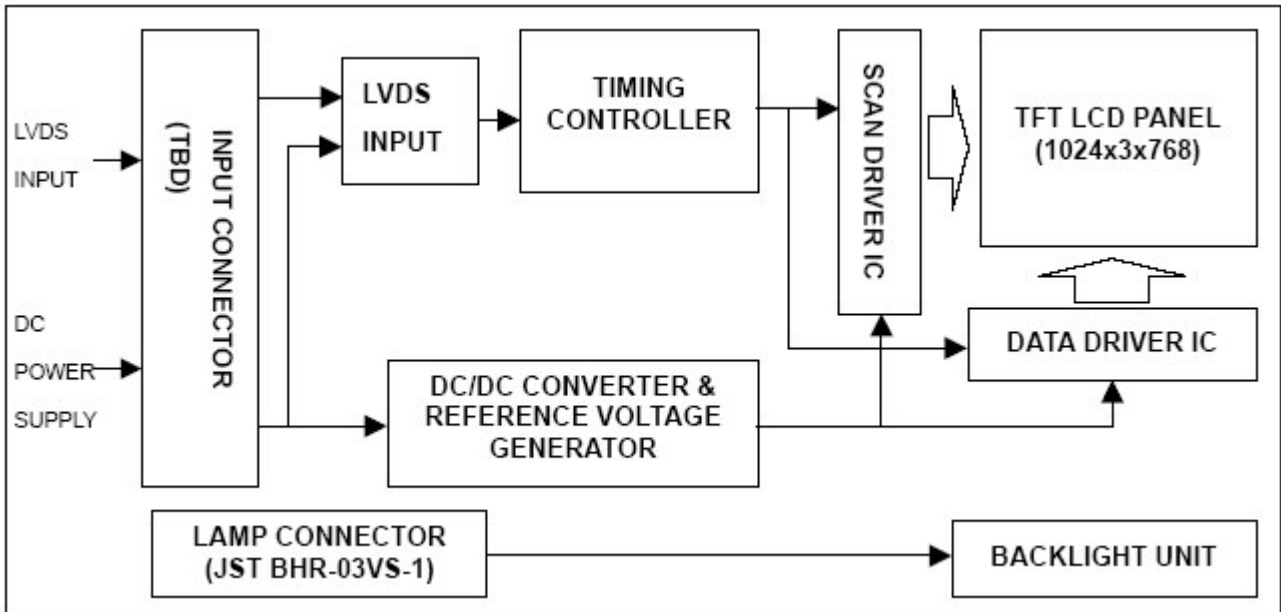 LVDS
INPUT
DC
POWER
SUPPLY
INPUT CONNECTOR
(TBD)
LVDS
INPUT
TIMING
CONTROLLER
SCAN DRIVER IC
TFT LCD PANEL
(1024x3x768)
DATA DRIVER IC
DC/DC CONVERTER &
REFERENCE VOLTAGE
GENERATOR
LAMP CONNECTOR
(JST BHR-03VS-1)
BACKLIGHT UNIT